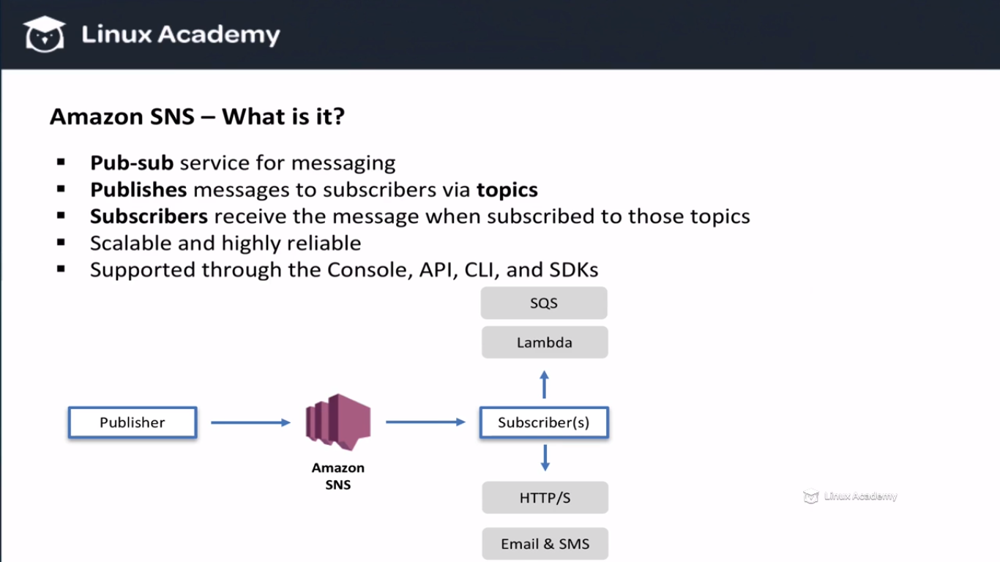 Linux Academy
Amazon SNS – What is it?
▪ Pub-sub service for messaging
▪ Publishes messages to subscribers via topics
▪ Subscribers receive the message when subscribed to those topics
▪ Scalable and highly reliable
▪ Supported through the Console, API, CLI, and SDKs
SQS
Lambda
Publisher
Subscriber(s)
Amazon
SNS
HTTP/S
Linux Academy
Email & SMS